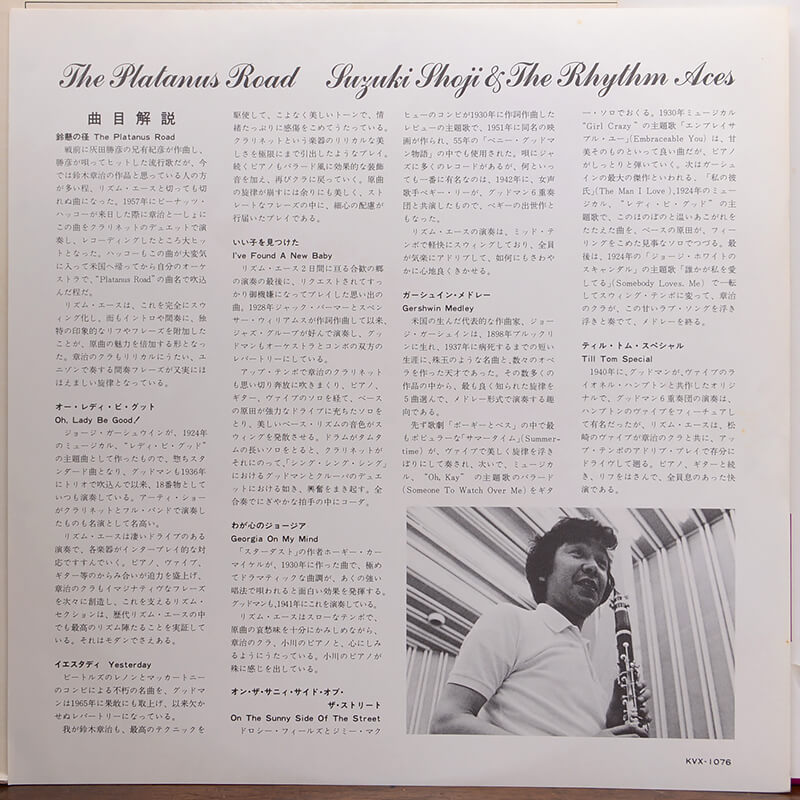 The Platanus Road Suzuki Shoji & The Rhythm Aces
曲目解説
鈴懸の径 The Platanus Road
戦前に灰田勝彦の兄有紀彦が作曲し、
勝彦が唄ってヒットした流行歌だが、今
では鈴木章治の作品と思っている人の方
が多い程、リズム・エースと切っても切
れぬ曲になった。1957年にピーナッツ・
ハッコーが来日した際に章治と一しょに
この曲をクラリネットのデュエットで演
奏し、レコーディングしたところ大ヒッ
トとなった。ハッコーもこの曲が大変気
に入って米国へ帰ってから自分のオーケ
ストラで、"Platanus Road"の曲名で吹込
んだ程だ。
リズム・エースは、これを完全にスウィ
ング化し、而もイントロや間奏に、独
特の印象的なリフやフレーズを附加した
ことが、原曲の魅力を倍加する形となっ
た。章治のクラもリリカルにうたい、ユ
ニゾンで奏する間奏フレーズが又実にほ
ほえましい旋律となっている。
オー・レディ・ビ・グット
Oh, Lady Be Good!
ジョージ・ガーシュウインが、1924年
のミュージカル、"レディ・ビ・グッド"
の主題曲として作ったもので、惣ちスタ
ンダード曲となり、グッドマンも1936年
にトリオで吹込んで以来、18番物として
いつも演奏している。アーティ・ショー
がクラリネットとフル・バンドで演奏し
たものも名演として名高い。
リズム・エースは凄いドライブのある
演奏で、各楽器がインタープレイ的な対
応ですすんでいく。ピアノ、ヴァイブ、
ギター等のからみ合いが迫力を盛上げ、
章治のクラもイマジナティヴなフレーズ
を次々に創造し、これを支えるリズム・
セクションは、歴代リズム・エースの中
でも最高のリズム陣たることを実証して
いる。それはモダンでさえある。
イエスタディ Yesterday
ビートルズのレノンとマッカートニー
のコンビによる不朽の名曲を、グッドマ
ンは1965年に果敢にも取上げ、以来欠か
せぬレパートリーになっている。
我が鈴木章治も、最高のテクニックを
駆使して、こよなく美しいトーンで、情
緒たっぷりに感傷をこめてうたっている。
クラリネットという楽器のリリカルな美
しさを極限にまで引出したようなプレイ。
続くピアノもバラード風に効果的な装飾
音を加え、再びクラに戻っていく。原曲
の旋律が崩すには余りにも美しく、スト
レートなフレーズの中に、細心の配慮が
行届いたプレイである。
いい子を見つけた
I've Found A New Baby
リズム・エース2日間に亘る合歓の郷
の演奏の最後に、リクエストされてすっ
かり御機嫌になってプレイした思い出の
曲。1928年ジャック・パーマーとスペン
サー・ウィリアムスが作詞作曲して以来、
ジャズ・グループが好んで演奏し、グッ
ドマンもオーケストラとコンボの双方の
レパートリーにしている。
アップ・テンポで章治のクラリネット
も思い切り奔放に吹きまくり、ピアノ、
ギター、ヴァイブのソロを経て、ベース
の原田が強力なドライブに充ちたソロを
とり、美しいベース・リズムの音色がス
ウィングを発散させる。ドラムがタムタ
ムの長いソロをとると、クラリネットが
それにのって、「シング・シング・シング」
におけるグッドマンとクルーパのデュエ
ットにおける如き、興奮をまき起す。全
合奏でにぎやかな拍手の中にコーダ。
わが心のジョージア
Georgia On My Mind
「スターダスト」の作者ホーギー・カー
マイケルが、1930年に作った曲で、極め
てドラマティックな曲調が、あくの強い
唱法で唄われると面白い効果を発揮する。
グッドマンも、1941年にこれを演奏している。
リズム・エースはスローなテンポで、
原曲の哀愁味を十分にかみしめながら、
章治のクラ、小川のピアノと、心にしみ
るようにうたっている。小川のピアノが
殊に感じを出している。
オン・ザ・サニィ・サイド・オブ・
ザ・ストリート
On The Sunny Side Of The Street
ドロシー・フィールズとジミー・マク
ヒューのコンビが1930年に作詞作曲した
レビューの主題歌で、1951年に同名の映
画が作られ、55年の「ベニー・グッドマ
ン物語」の中でも使用された。唄にジャ
ズに多くのレコードがあるが、何といっ
ても一番に有名なのは、1942年に、女声
歌手ペギー・リーが、グッドマン6重奏
団と共演したもので、ペギーの出世作と
もなった。
リズム・エースの演奏は、ミッド・テ
ンポで軽快にスウィングしており、全員
が気楽にアドリブして、如何にもさわや
かに心地良くきかせる。
ガーシュイン・メドレー
Gershwin Medley
米国の生んだ代表的な作曲家、ジョー
ジ・ガーシュインは、1898年ブルックリ
ンに生れ、1937年に病死するまでの短い
生涯に、珠玉のような名曲と、数々のオペ
ラを作った天才であった。その数多くの
作品の中から、最も良く知られた旋律を
5曲選んで、メドレー形式で演奏する趣
向である。
先ず歌劇「ポーギーとベス」の中で最
もポピュラーな「サマータイム」(Summer-
time) が、ヴァイブで美しく旋律を浮き
ぼりにして奏され、次いで、ミュージカ
ル、"Oh, Kay" の主題歌のバラード
(Someone To Watch Over Me)をギタ
ー・ソロでおくる。1930年ミュージカル
"Girl Crazy" の主題歌「エンブレイサ
ブル・ユー」(Embraceable You) は、甘
美そのものといって良い曲だが、ピアノ
がしっとりと弾いていく。次はガーシュ
インの最大の傑作といわれる、「私の彼
氏」(The Man I Love)、1924年のミュー
ジカル、"レディ・ビ・グッド" の主題
歌で、このほのぼのと温いあこがれを
たたえた曲を、ベースの原田が、フィー
リングをこめた見事なソロでつづる。最
後は、1924年の「ジョージ・ホワイトの
スキャンダル」の主題歌「誰かが私を愛
してる」(Somebody Loves. Me) で一転
してスウィング・テンポに変って、章治
のクラが、この甘いラブ・ソングを浮き
浮きと奏でて、メドレーを終る。
ティル・トム・スペシャル
Till Tom Special
1940年に、グッドマンが、ヴァイブのラ
イオネル・ハンプトンと共作したオリジ
ナルで、グッドマン6重奏団の演奏は、
ハンプトンのヴァイブをフィーチュアし
て有名だったが、リズム・エースは、松
崎のヴァイブが章治のクラと共に、アッ
プ・テンポのアドリブ・プレイで存分に
ドライヴして廻る。ピアノ、ギターと続
き、リフをはさんで、全員息のあった快
演である。
KVX-1076